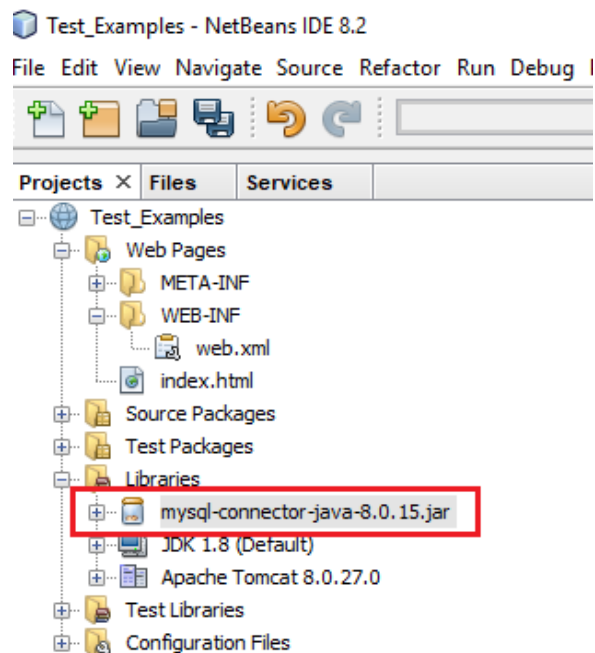 Test_Examples - NetBeans IDE 8.2
File Edit View Navigate Source Refactor Run Debug
Projects × Files Services
Test_Examples
Web Pages
META-INF
WEB-INF
web.xml
index.html
Source Packages
Test Packages
Libraries
mysql-connector-java-8.0.15.jar
JDK 1.8 (Default)
Apache Tomcat 8.0.27.0
Test Libraries
Configuration Files